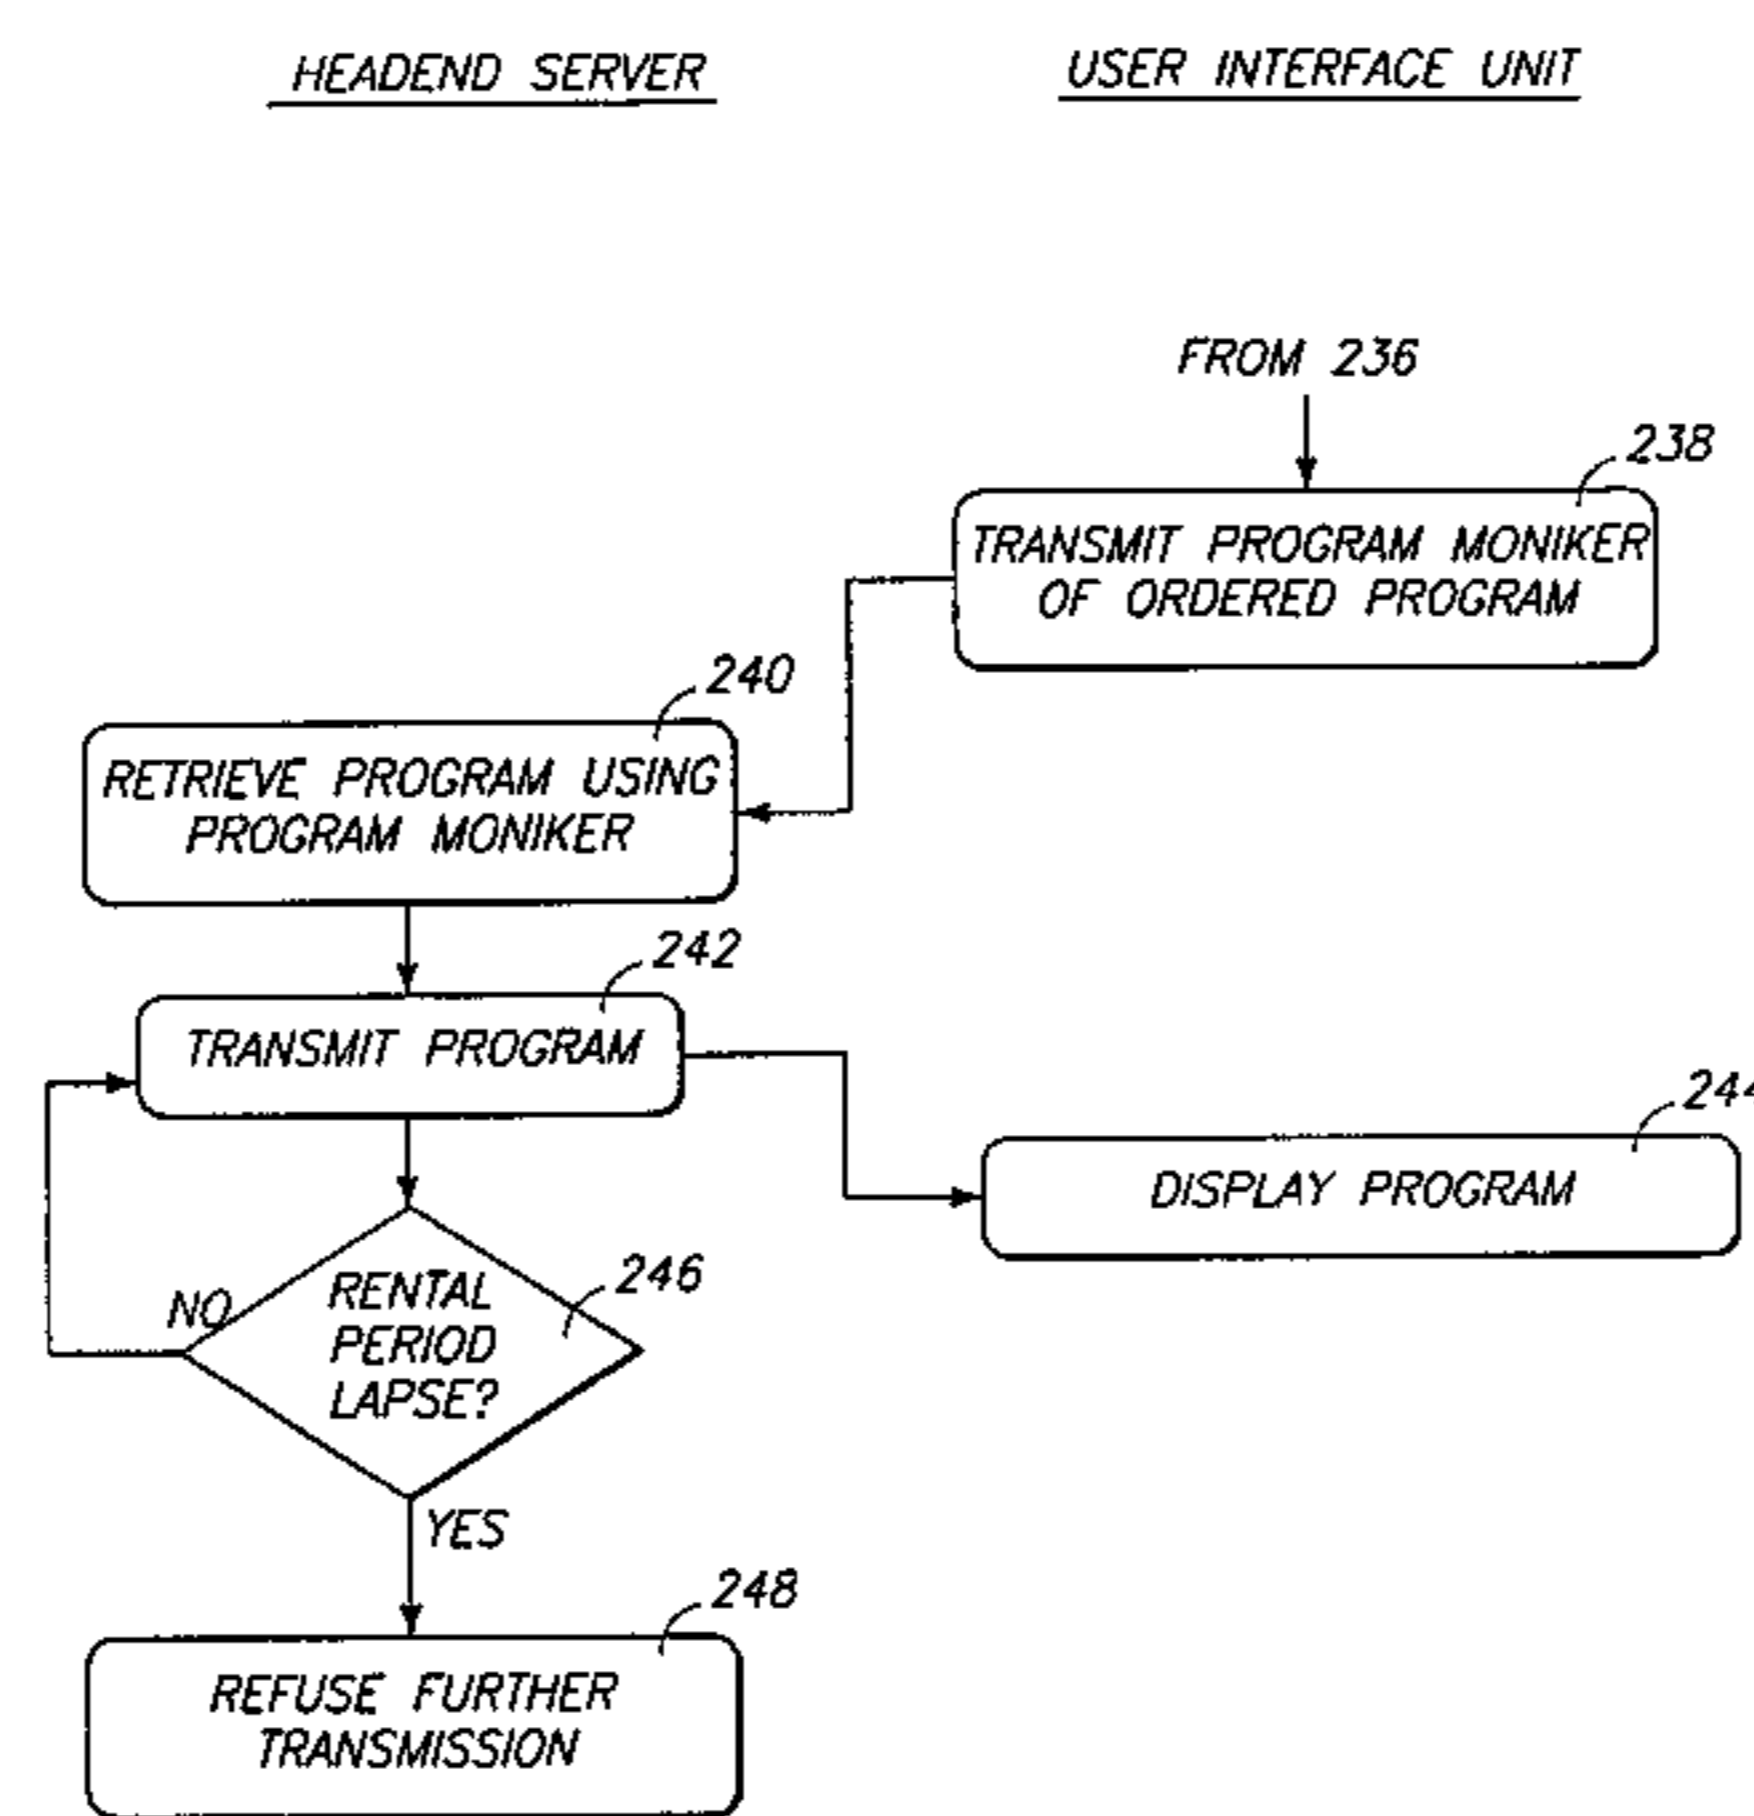 HEADEND SERVER
USER INTERFACE UNIT
FROM 236
238
TRANSMIT PROGRAM MONIKER
OF ORDERED PROGRAM
240
RETRIEVE PROGRAM USING
PROGRAM MONIKER
242
TRANSMIT PROGRAM
244
DISPLAY PROGRAM
246
NO
RENTAL
PERIOD
LAPSE?
YES
248
REFUSE FURTHER
TRANSMISSION